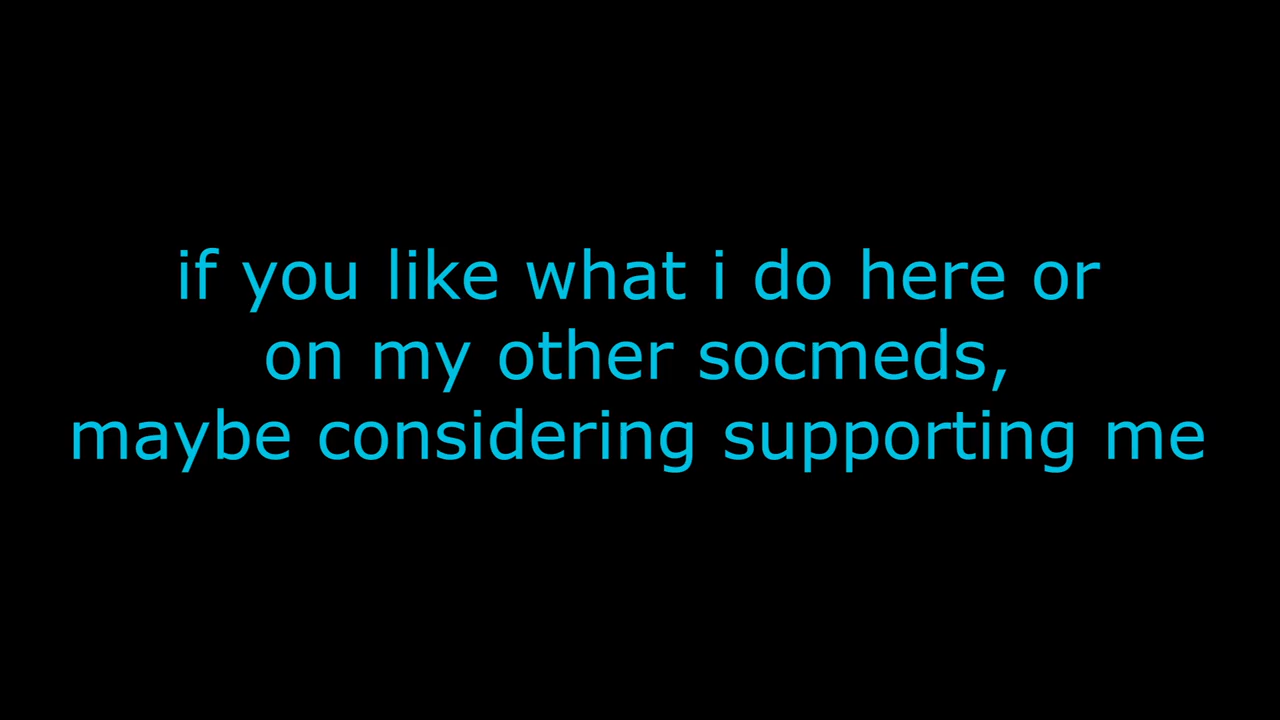 if you like what i do here or
on my other socmeds,
maybe considering supporting me